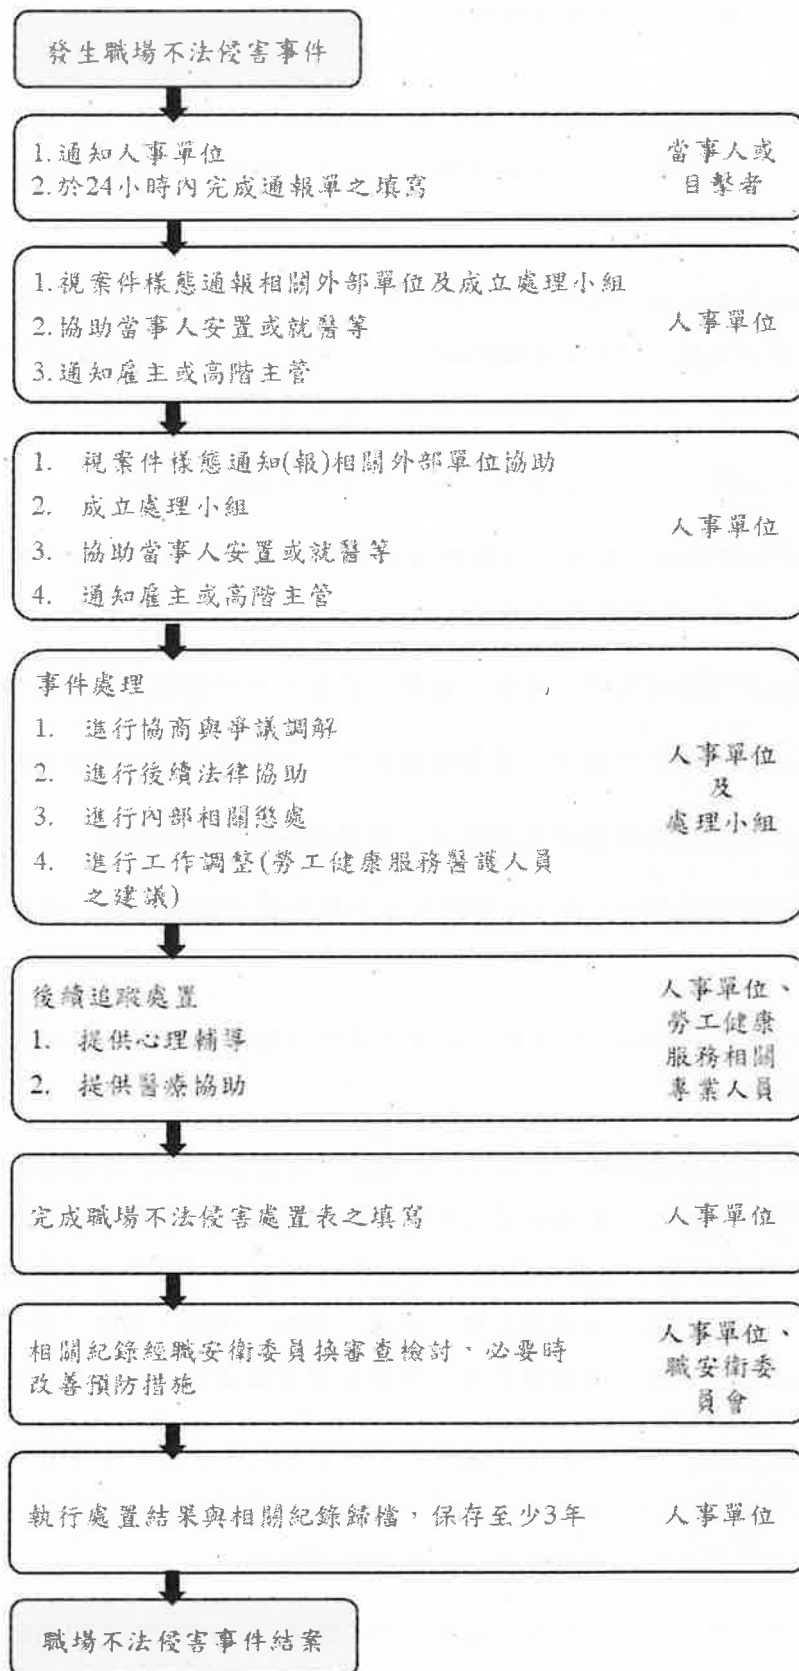 發生職場不法侵害事件
1.通知人事單位
2.於24小時內完成通報單之填寫
當事人或
目擊者
1.視案件樣態通報相關外部單位及成立處理小組
2.協助當事人安置或就醫等
3.通知雇主或高階主管
人事單位
1. 視案件樣態通知(報)相關外部單位協助
2. 成立處理小組
3. 協助當事人安置或就醫等
4. 通知雇主或高階主管
人事單位
事件處理
1. 進行協商與爭議調解
2. 進行後續法律協助
3. 進行內部相關懲處
4. 進行工作調整(勞工健康服務醫護人員
之建議)
人事單位
及
處理小組
後續追蹤處置
1. 提供心理輔導
2. 提供醫療協助
人事單位、
勞工健康
服務相關
專業人員
完成職場不法侵害處置表之填寫
人事單位
相關紀錄經職安衛委員換審查檢討，必要時
改善預防措施
人事單位、
職安衛委
員會
執行處置結果與相關紀錄歸檔，保存至少3年
人事單位
職場不法侵害事件結案